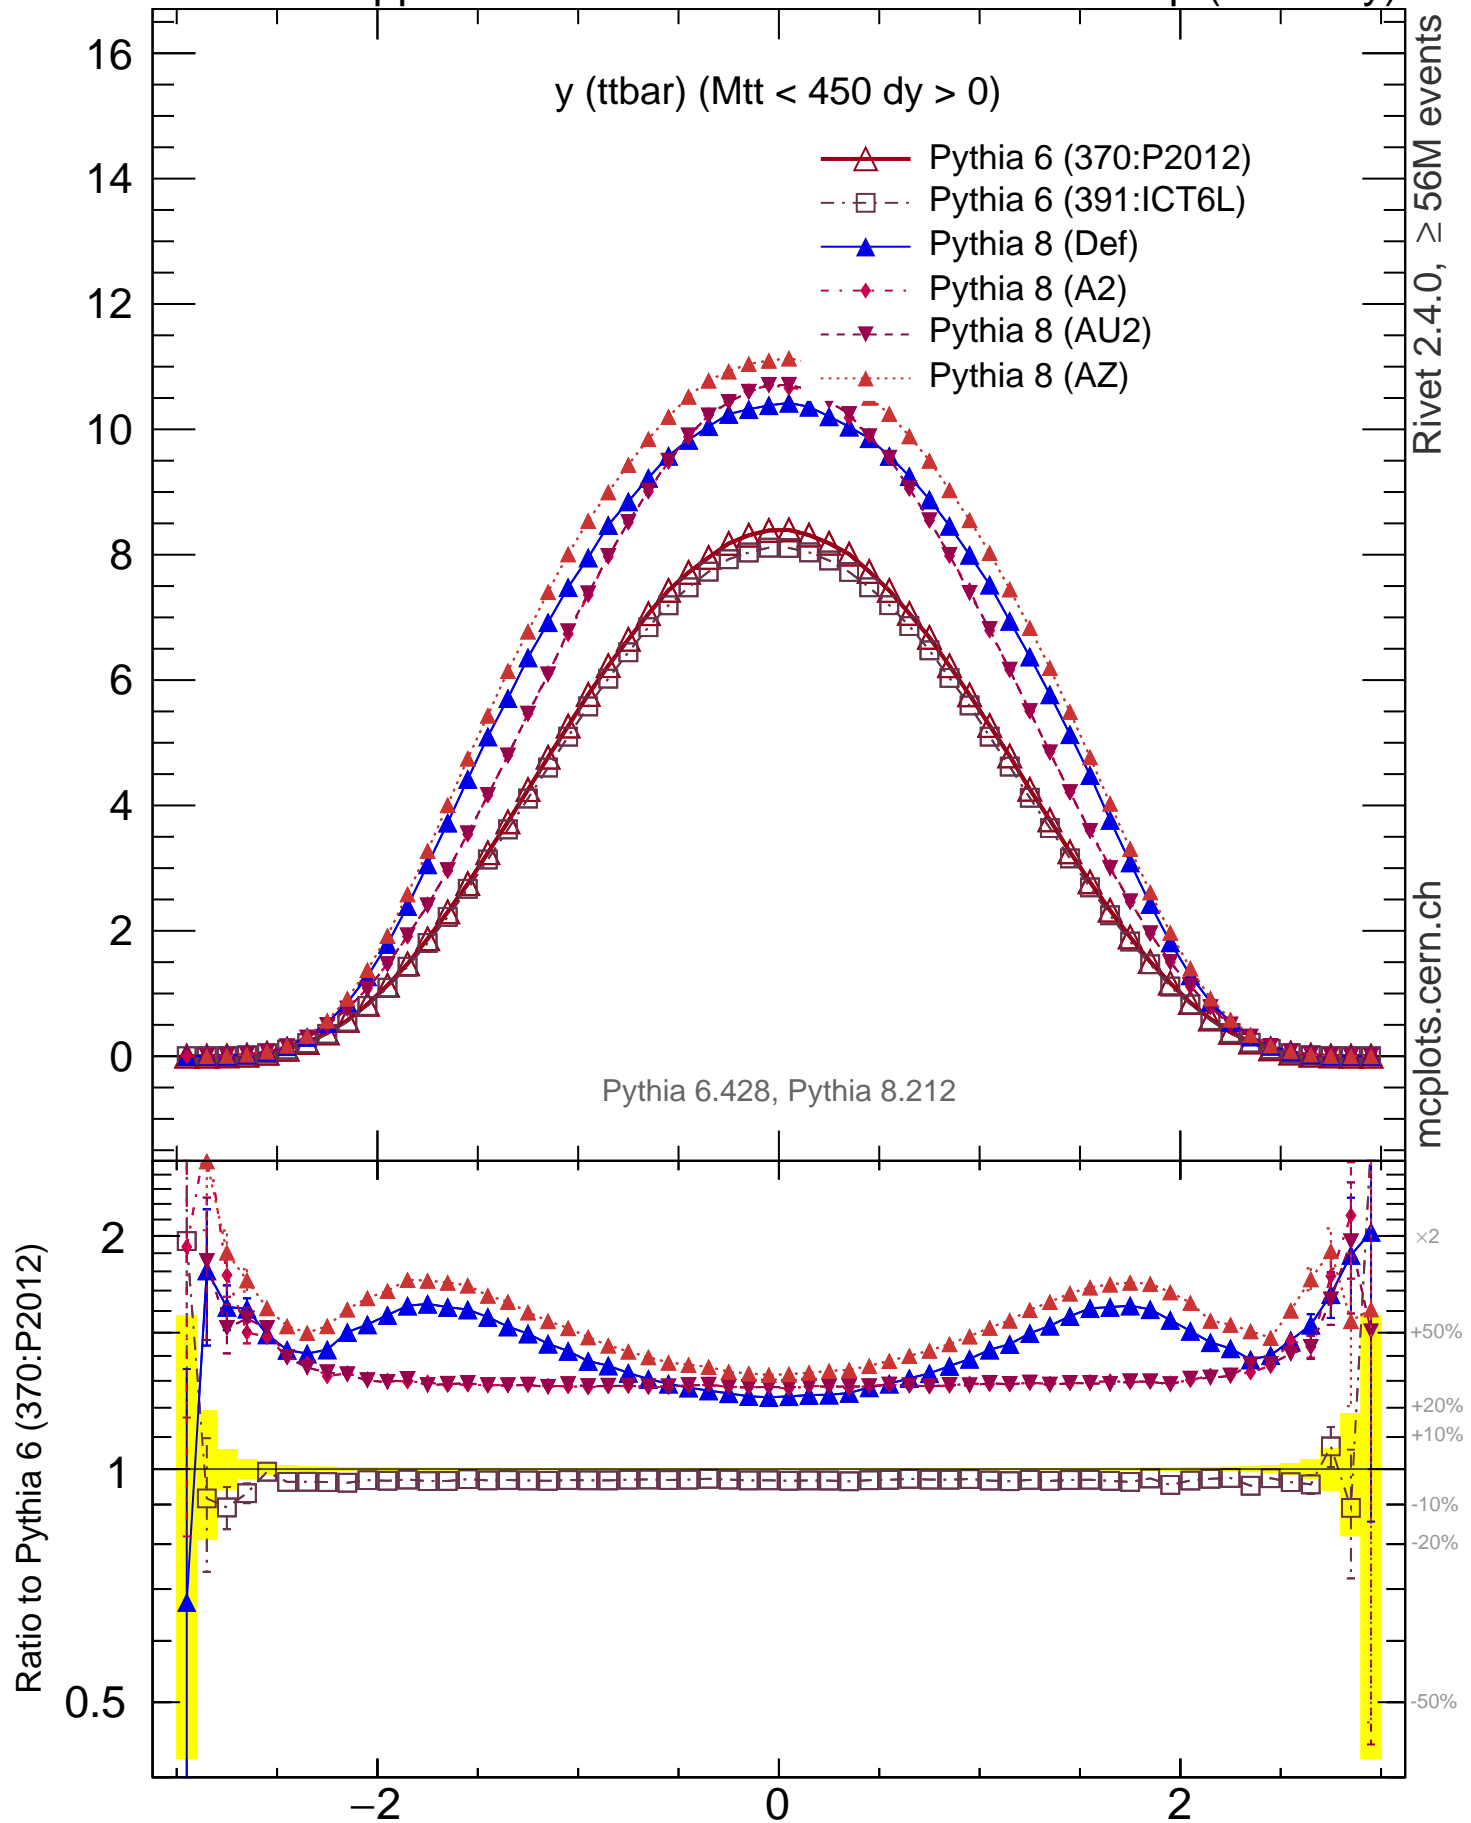 y (ttbar) (Mtt < 450 dy > 0)
Pythia 6 (370:P2012)
Pythia 6 (391:ICT6L)
Pythia 8 (Def)
Pythia 8 (A2)
Pythia 8 (AU2)
Pythia 8 (AZ)
16
14
12
10
8
6
4
2
0
Pythia 6.428, Pythia 8.212
Rivet 2.4.0, ≥ 56M events
mcplots.cern.ch
Ratio to Pythia 6 (370:P2012)
2
1
0.5
×2
+50%
+20%
+10%
-10%
-20%
-50%
−2
0
2